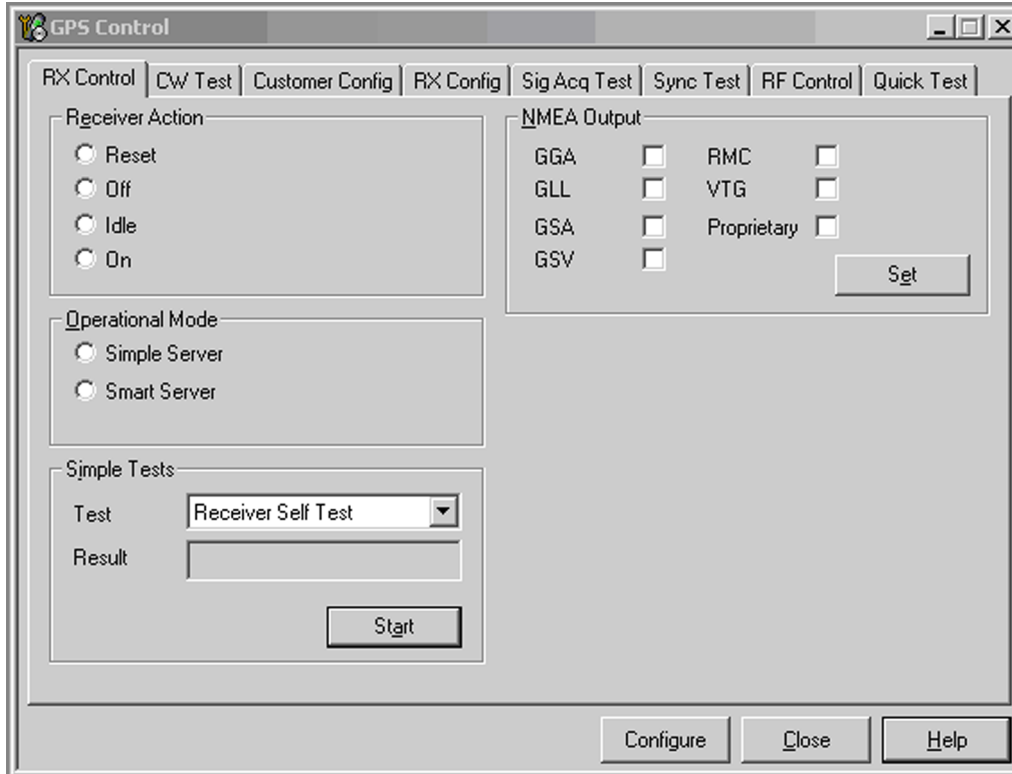 GPS Control
RX Control CW Test Customer Config RX Config Sig Acq Test Sync Test RF Control Quick Test
Receiver Action
Reset
Off
Idle
On
Operational Mode
Simple Server
Smart Server
Simple Tests
Test Receiver Self Test
Result
Start
NMEA Output
GGA RMC
GLL VTG
GSA Proprietary
GSV
Set
Configure Close Help